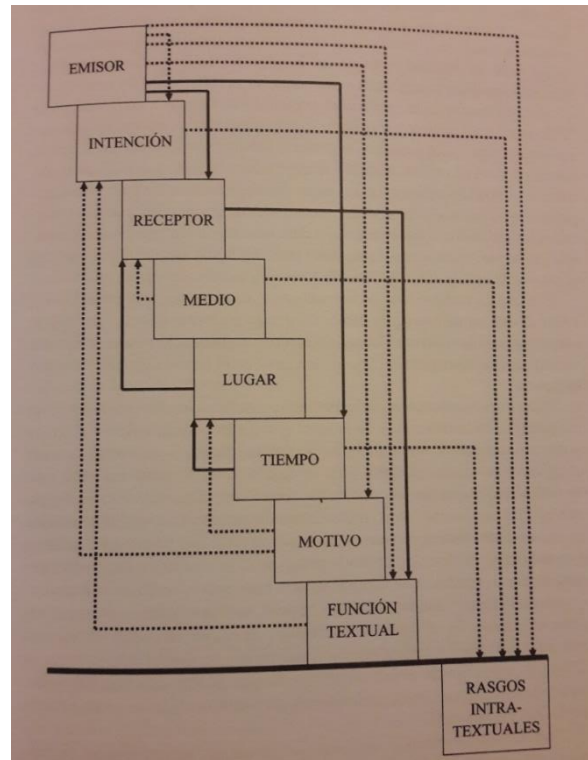 EMISOR
INTENCIÓN
RECEPTOR
MEDIO
LUGAR
TIEMPO
MOTIVO
FUNCIÓN
TEXTUAL
RASGOS
INTRA-
TEXTUALES